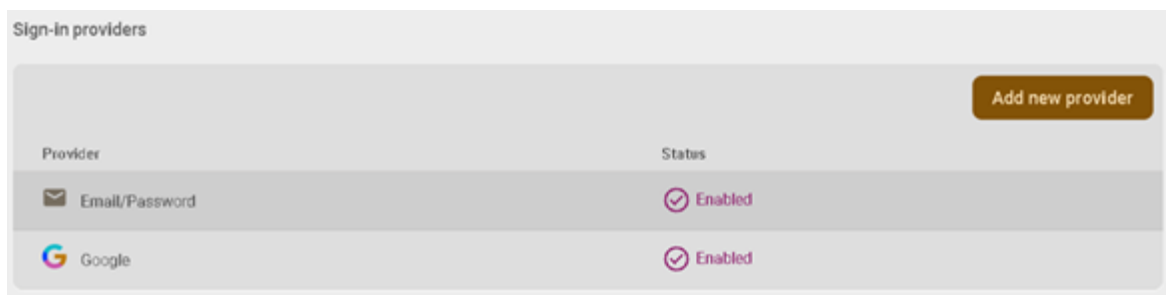 Sign-in providers
Add new provider
Provider Status
Email/Password Enabled
Google Enabled